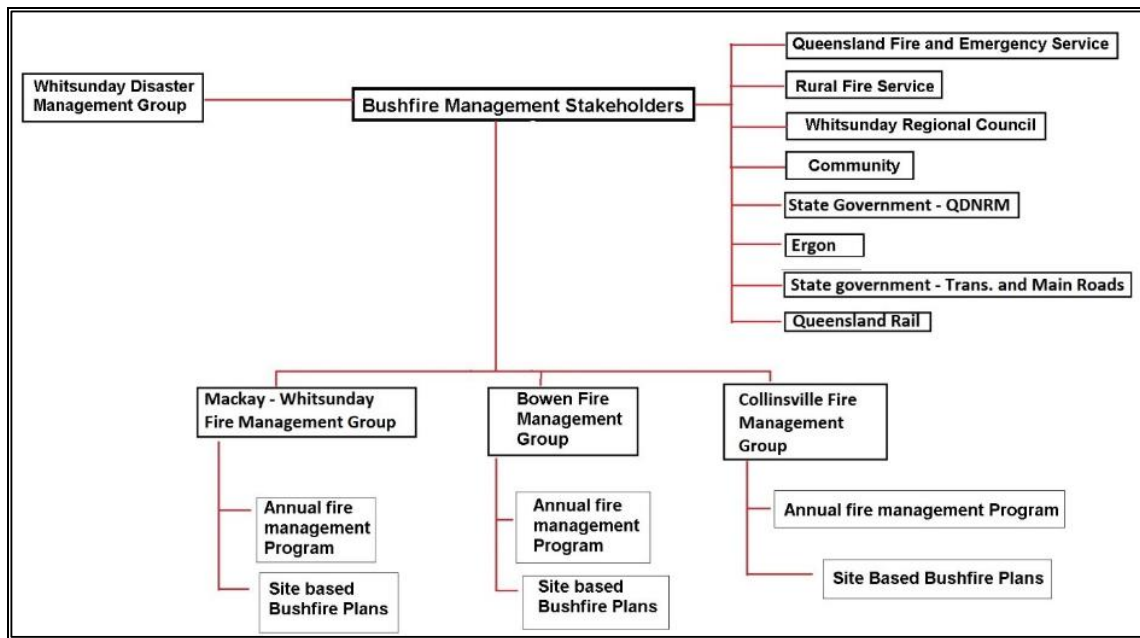 Whitsunday Disaster
Management Group
Bushfire Management Stakeholders
Queensland Fire and Emergency Service
Rural Fire Service
Whitsunday Regional Council
Community
State Government - QDNRM
Ergon
State government - Trans. and Main Roads
Queensland Rail
Mackay - Whitsunday
Fire Management Group
Annual fire
management
Program
Site based
Bushfire Plans
Bowen Fire
Management
Group
Annual fire
management
Program
Site based
Bushfire Plans
Collinsville Fire
Management
Group
Annual fire management Program
Site Based Bushfire Plans